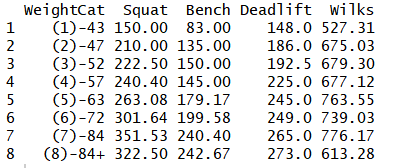 WeightCat Squat Bench Deadlift Wilks
1 (1)-43 150.00 83.00 148.0 527.31
2 (2)-47 210.00 135.00 186.0 675.03
3 (3)-52 222.50 150.00 192.5 679.30
4 (4)-57 240.40 145.00 225.0 677.12
5 (5)-63 263.08 179.17 245.0 763.55
6 (6)-72 301.64 199.58 249.0 739.03
7 (7)-84 351.53 240.40 265.0 776.17
8 (8)-84+ 322.50 242.67 273.0 613.28